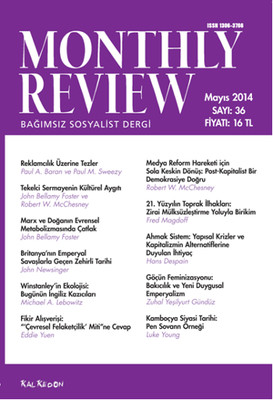 ISSN 1306-3700
MONTHLY
REVIEW
BAĞIMSIZ SOSYALİST DERGİ
Mayıs 2014
SAYI: 36
FİYATI: 16 TL
Reklamcılık Üzerine Tezler
Paul A. Baran ve Paul M. Sweezy
Tekelci Sermayenin Kültürel Aygıtı
John Bellamy Foster ve
Robert W. McChesney
Marx ve Doğanın Evrensel
Metabolizmasında Çatlak
John Bellamy Foster
Britanya'nın Emperyal
Savaşlarla Geçen Zehirli Tarihi
John Newsinger
Winstanley'in Ekolojisi:
Bugünün İngiliz Kazıcıları
Michael A. Lebowitz
Fikir Alışverişi:
"'Çevresel Felaketçilik' Miti"ne Cevap
Eddie Yuen
Medya Reform Hareketi için
Sola Keskin Dönüş: Post-Kapitalist Bir
Demokrasiye Doğru
Robert W. McChesney
21. Yüzyılın Toprak İlhakları:
Zirai Mülksüzleştirme Yoluyla Birikim
Fred Magdoff
Ahmak Sistem: Yapısal Krizler ve
Kapitalizmin Alternatiflerine
Duyulan İhtiyaç
Hans Despain
Göçün Feminizasyonu:
Bakıcılık ve Yeni Duygusal
Emperyalizm
Zuhal Yeşilyurt Gündüz
Kamboçya Siyasi Tarihi:
Pen Sovann Örneği
Luke Young
KALKEDON